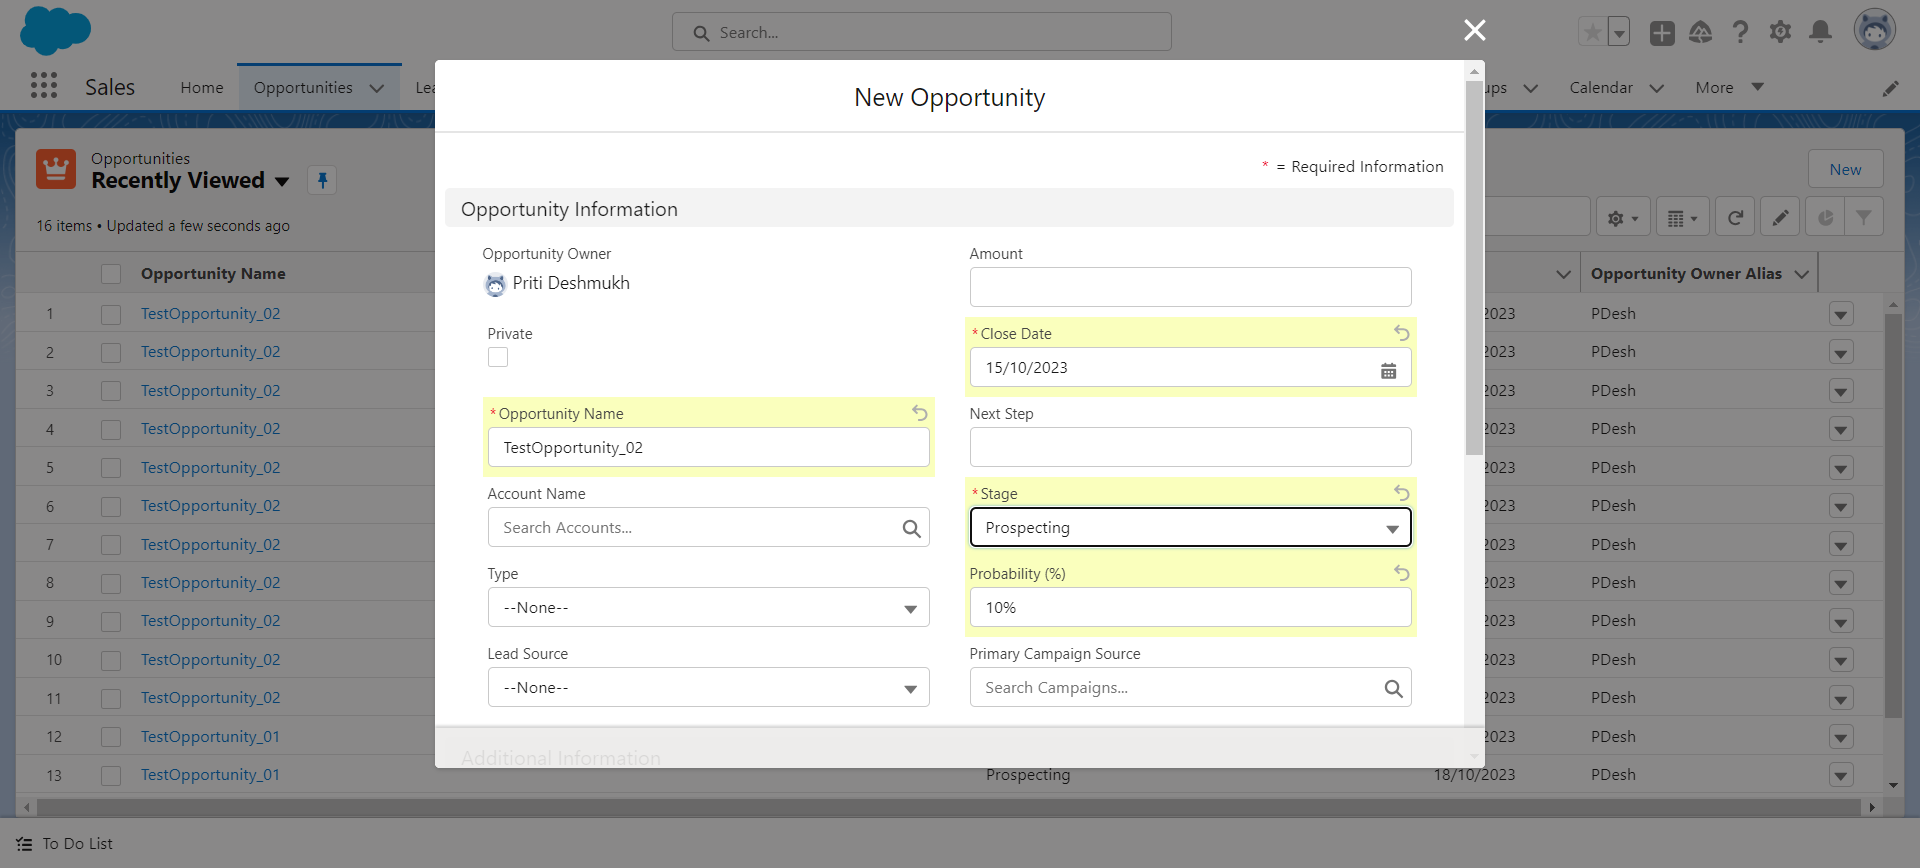 Search...
Sales
Home
Opportunities
Calendar
More
Opportunities
Recently Viewed
16 items • Updated a few seconds ago
New
Opportunity Name
Opportunity Owner Alias
1 TestOpportunity_02 2023 PDesh
2 TestOpportunity_02 2023 PDesh
3 TestOpportunity_02 2023 PDesh
4 TestOpportunity_02 2023 PDesh
5 TestOpportunity_02 2023 PDesh
6 TestOpportunity_02 2023 PDesh
7 TestOpportunity_02 2023 PDesh
8 TestOpportunity_02 2023 PDesh
9 TestOpportunity_02 2023 PDesh
10 TestOpportunity_02 2023 PDesh
11 TestOpportunity_02 2023 PDesh
12 TestOpportunity_01 2023 PDesh
13 TestOpportunity_01 Prospecting 18/10/2023 PDesh
New Opportunity
* = Required Information
Opportunity Information
Opportunity Owner
Priti Deshmukh
Amount
Private
*Close Date
15/10/2023
*Opportunity Name
TestOpportunity_02
Next Step
Account Name
Search Accounts...
*Stage
Prospecting
Type
--None--
Probability (%)
10%
Lead Source
--None--
Primary Campaign Source
Search Campaigns...
Additional Information
To Do List